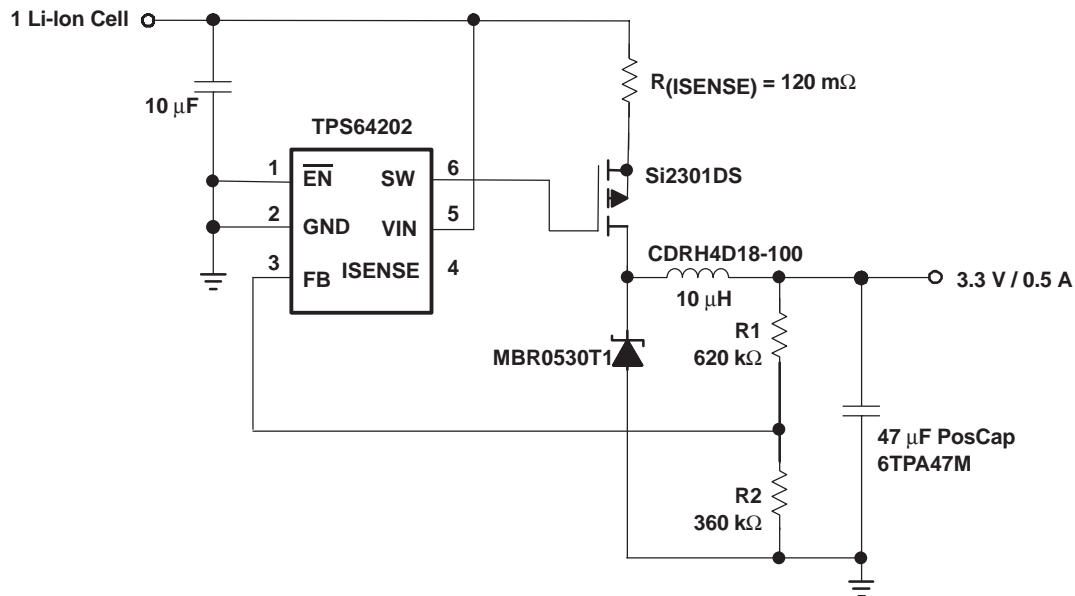 1 Li-Ion Cell
R(ISENSE) = 120 mΩ
10 μF
TPS64202
1
EN
SW
6
Si2301DS
2
GND
VIN
5
3
FB
ISENSE
4
CDRH4D18-100
10 μH
3.3 V / 0.5 A
R1
620 kΩ
MBR0530T1
47 μF PosCap
6TPA47M
R2
360 kΩ